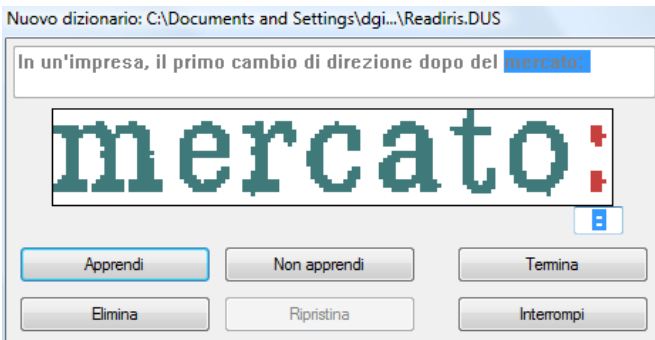 Nuovo dizionario: C:\Documents and Settings\dgi...\Readiris.DUS
In un'impresa, il primo cambio di direzione dopo del mercato:
mercato:
:
Apprendi Non apprendi Termina
Elimina Ripristina Interrompi